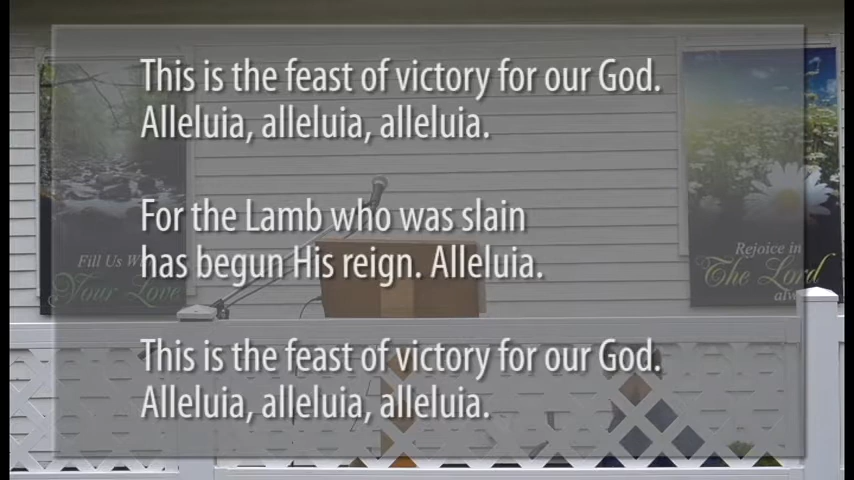 This is the feast of victory for our God.
Alleluia, alleluia, alleluia.
For the Lamb who was slain
has begun His reign. Alleluia.
This is the feast of victory for our God.
Alleluia, alleluia, alleluia.
Fill Us
Your Love
Rejoice in
The Lord